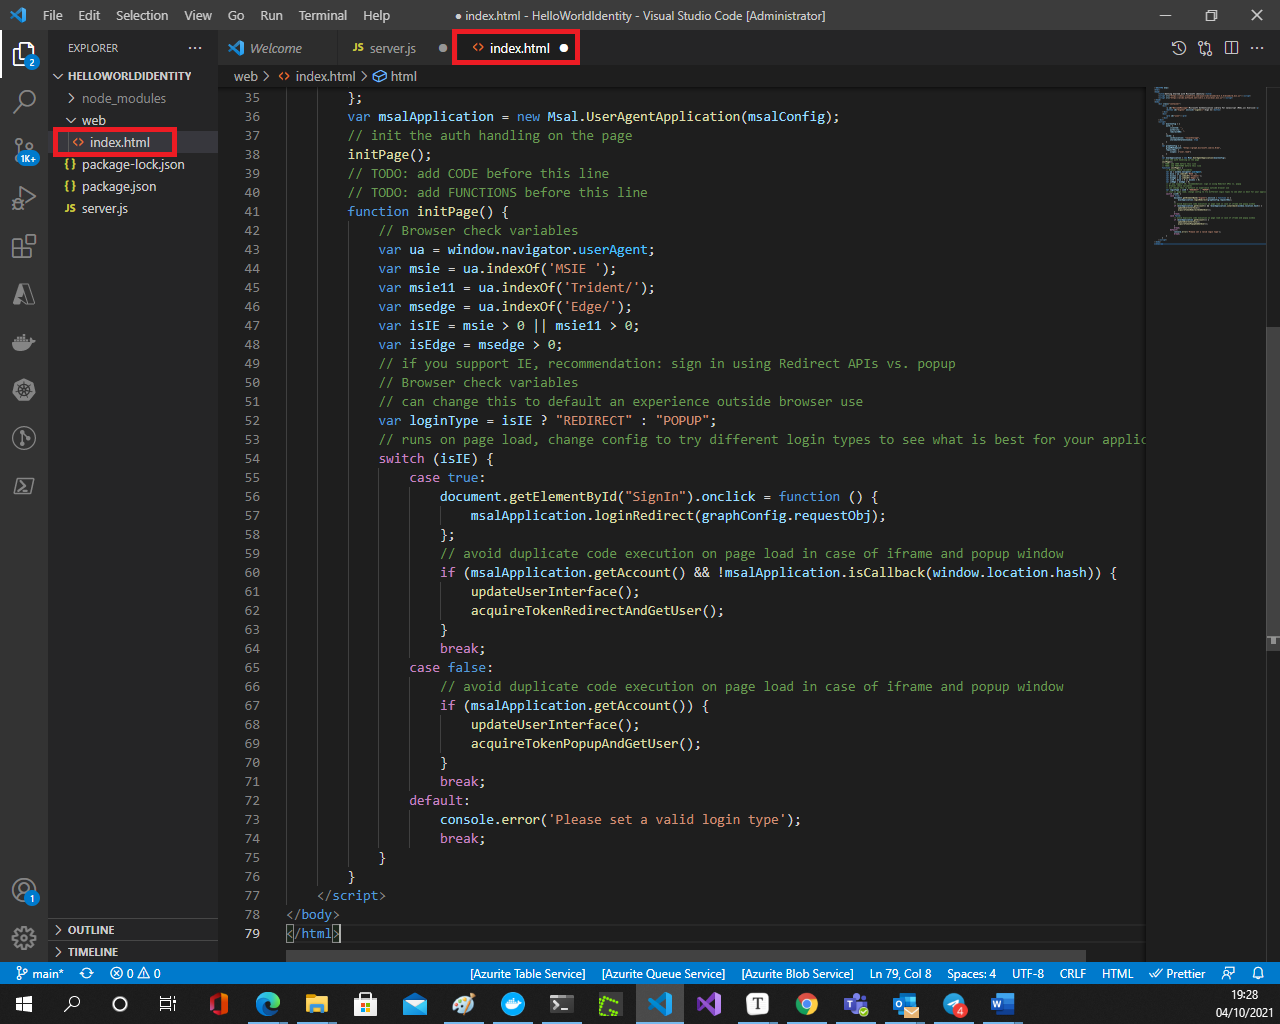 File Edit Selection View Go Run Terminal Help ● index.html - HelloWorldIdentity - Visual Studio Code [Administrator]
EXPLORER ···
Welcome JS server.js ● <> index.html ●
HELLOWORLDIDENTITY
web > <> index.html > html
node_modules
web
<> index.html
{} package-lock.json
{} package.json
JS server.js
2
1K+
1
35 };
36 var msalApplication = new Msal.UserAgentApplication(msalConfig);
37 // init the auth handling on the page
38 initPage();
39 // TODO: add CODE before this line
40 // TODO: add FUNCTIONS before this line
41 function initPage() {
42 // Browser check variables
43 var ua = window.navigator.userAgent;
44 var msie = ua.indexOf('MSIE ');
45 var msie11 = ua.indexOf('Trident/');
46 var msedge = ua.indexOf('Edge/');
47 var isIE = msie > 0 || msie11 > 0;
48 var isEdge = msedge > 0;
49 // if you support IE, recommendation: sign in using Redirect APIs vs. popup
50 // Browser check variables
51 // can change this to default an experience outside browser use
52 var loginType = isIE ? "REDIRECT" : "POPUP";
53 // runs on page load, change config to try different login types to see what is best for your applic
54 switch (isIE) {
55 case true:
56 document.getElementById("SignIn").onclick = function () {
57 msalApplication.loginRedirect(graphConfig.requestObj);
58 };
59 // avoid duplicate code execution on page load in case of iframe and popup window
60 if (msalApplication.getAccount() && !msalApplication.isCallback(window.location.hash)) {
61 updateUserInterface();
62 acquireTokenRedirectAndGetUser();
63 }
64 break;
65 case false:
66 // avoid duplicate code execution on page load in case of iframe and popup window
67 if (msalApplication.getAccount()) {
68 updateUserInterface();
69 acquireTokenPopupAndGetUser();
70 }
71 break;
72 default:
73 console.error('Please set a valid login type');
74 break;
75 }
76 }
77 </script>
78 </body>
79 </html>
OUTLINE
TIMELINE
main* 0 0 [Azurite Table Service] [Azurite Queue Service] [Azurite Blob Service] Ln 79, Col 8 Spaces: 4 UTF-8 CRLF HTML Prettier
T 4
19:28
04/10/2021